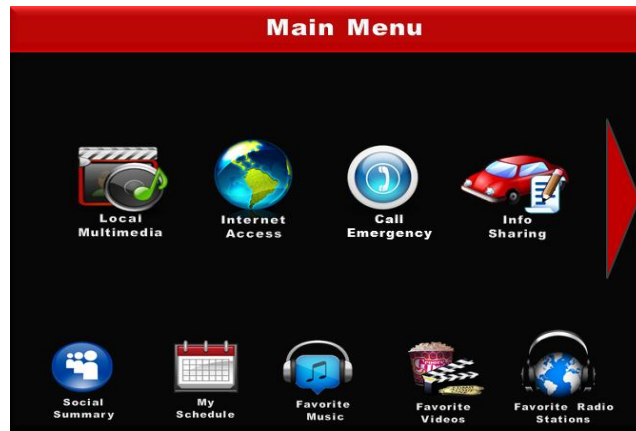 Main Menu
Local
Multimedia
Internet
Access
Call
Emergency
Info
Sharing
Social
Summary
My
Schedule
Favorite
Music
Favorite
Videos
Favorite Radio
Stations